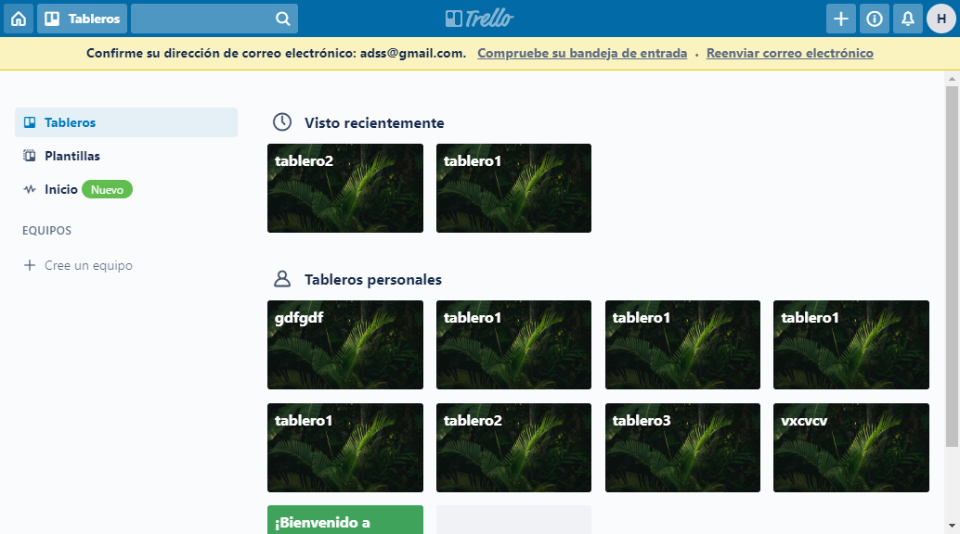 Tableros
Trello
H
Confirme su dirección de correo electrónico: adss@gmail.com. Compruebe su bandeja de entrada · Reenviar correo electrónico
Tableros
Plantillas
Inicio Nuevo
EQUIPOS
Cree un equipo
Visto recientemente
tablero2 tablero1
Tableros personales
gdfgdf tablero1 tablero1 tablero1
tablero1 tablero2 tablero3 vxcvcv
¡Bienvenido a